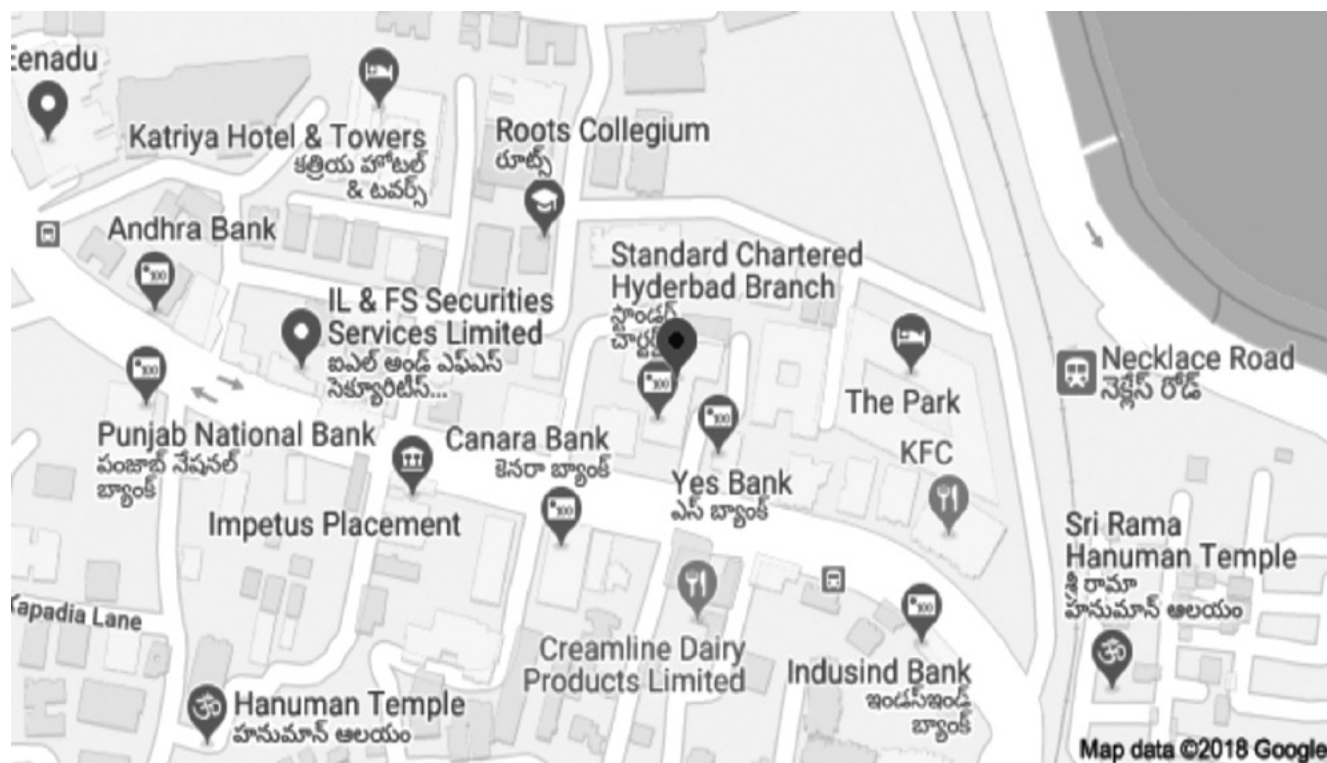 Eenadu
Katriya Hotel & Towers
కత్రియ హోటల్
& టవర్స్
Roots Collegium
రూట్స్
Andhra Bank
Standard Chartered
Hyderbad Branch
స్టాండర్డ్
చార్టర్డ్
IL & FS Securities
Services Limited
ఐఎల్ అండ్ ఎఫ్ఎస్
సెక్యూరిటీస్...
Necklace Road
నెక్లేస్ రోడ్
The Park
Punjab National Bank
పంజాబ్ నేషనల్
బ్యాంక్
Canara Bank
కెనరా బ్యాంక్
KFC
Yes Bank
ఎస్ బ్యాంక్
Impetus Placement
Sri Rama
Hanuman Temple
శ్రీ రామా
హనుమాన్ ఆలయం
Kapadia Lane
Creamline Dairy
Products Limited
Indusind Bank
ఇండస్ఇండ్
బ్యాంక్
Hanuman Temple
హనుమాన్ ఆలయం
Map data ©2018 Google